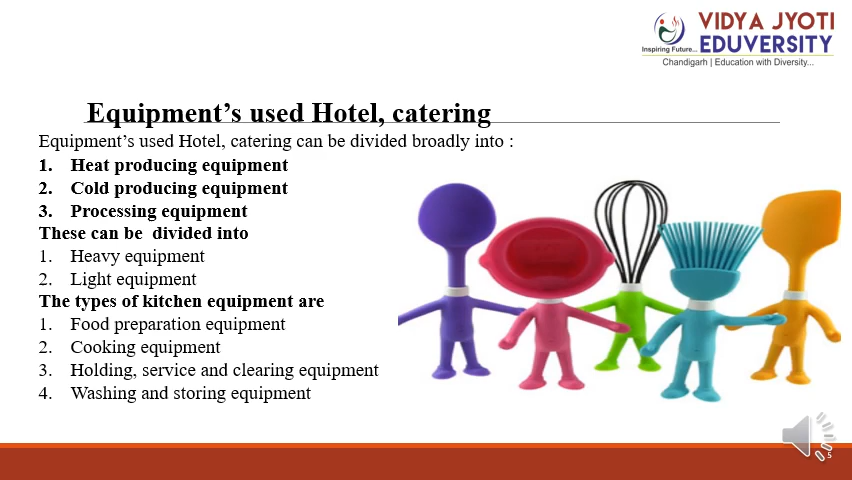 VIDYA JYOTI
EDUVERSITY
Inspiring Future...
Chandigarh | Education with Diversity...
Equipment's used Hotel, catering
Equipment's used Hotel, catering can be divided broadly into :
1. Heat producing equipment
2. Cold producing equipment
3. Processing equipment
These can be  divided into
1. Heavy equipment
2. Light equipment
The types of kitchen equipment are
1. Food preparation equipment
2. Cooking equipment
3. Holding, service and clearing equipment
4. Washing and storing equipment
5